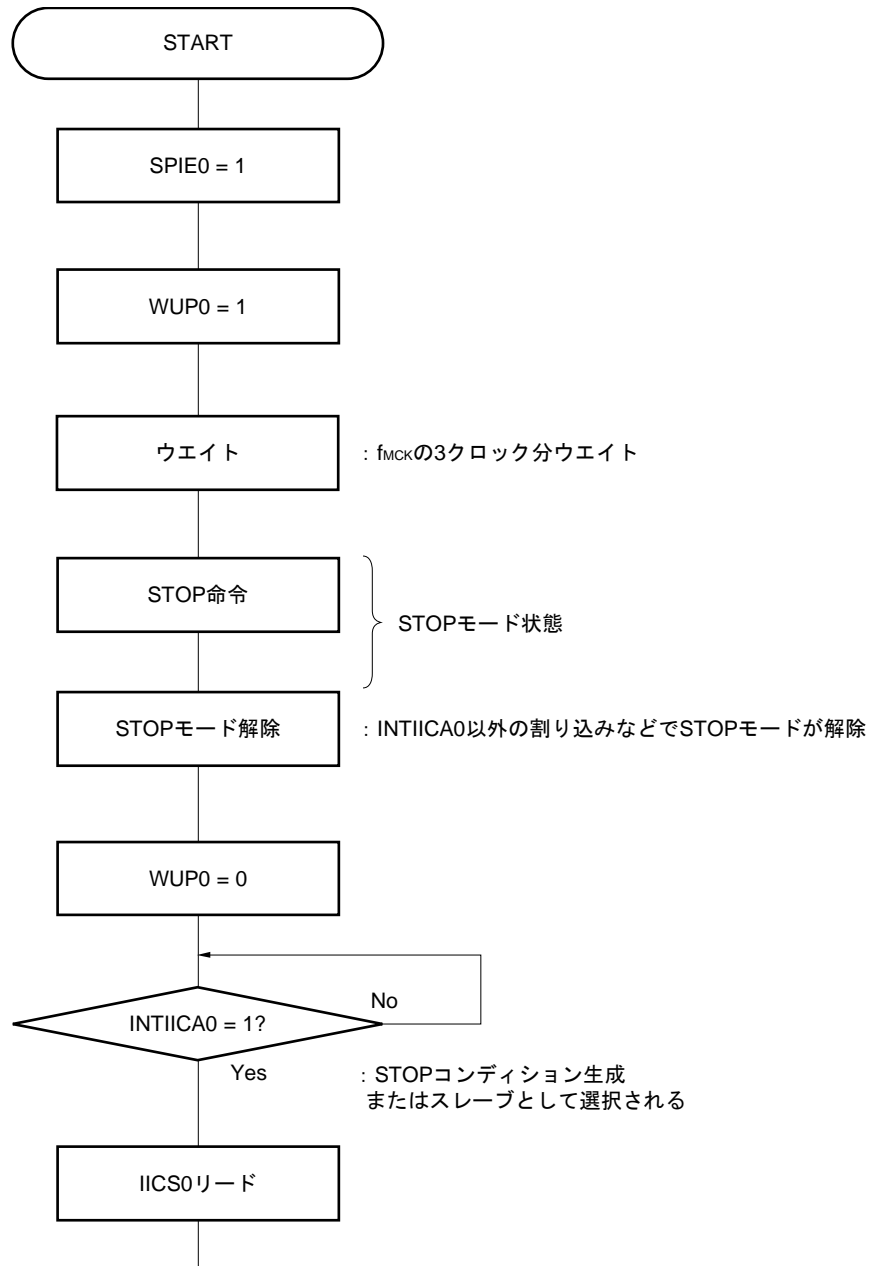 START
SPIE0 = 1
WUP0 = 1
ウエイト
: fMCKの3クロック分ウエイト
STOP命令
STOPモード状態
STOPモード解除
: INTIICA0以外の割り込みなどでSTOPモードが解除
WUP0 = 0
No
INTIICA0 = 1?
Yes
: STOPコンディション生成
またはスレーブとして選択される
IICS0リード